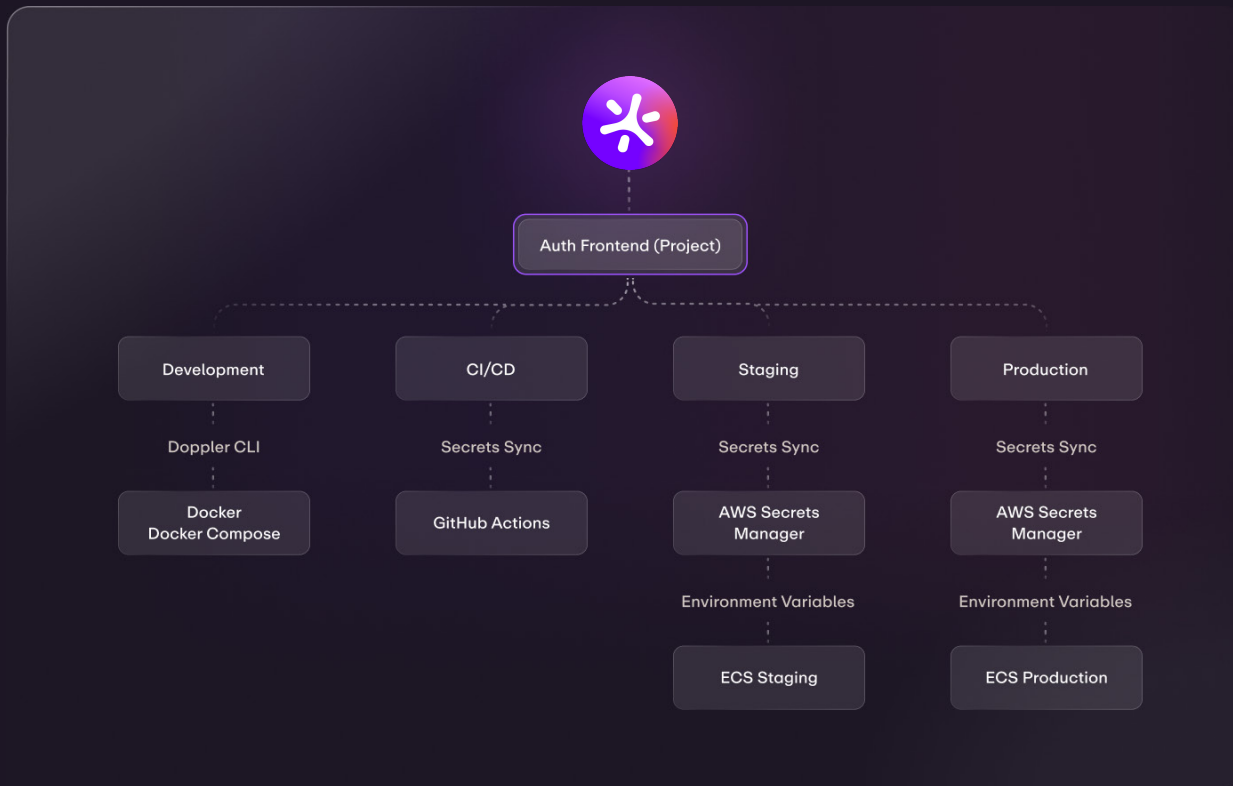 Auth Frontend (Project)
Development
CI/CD
Staging
Production
Doppler CLI
Secrets Sync
Secrets Sync
Secrets Sync
Docker
Docker Compose
GitHub Actions
AWS Secrets
Manager
AWS Secrets
Manager
Environment Variables
Environment Variables
ECS Staging
ECS Production